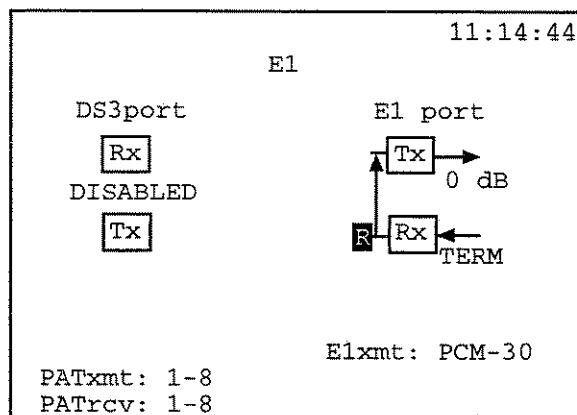 11:14:44
E1
DS3port
E1 port
Rx
Tx
0 dB
DISABLED
Tx
R
Rx
TERM
E1xmt: PCM-30
PATxmt: 1-8
PATrcv: 1-8